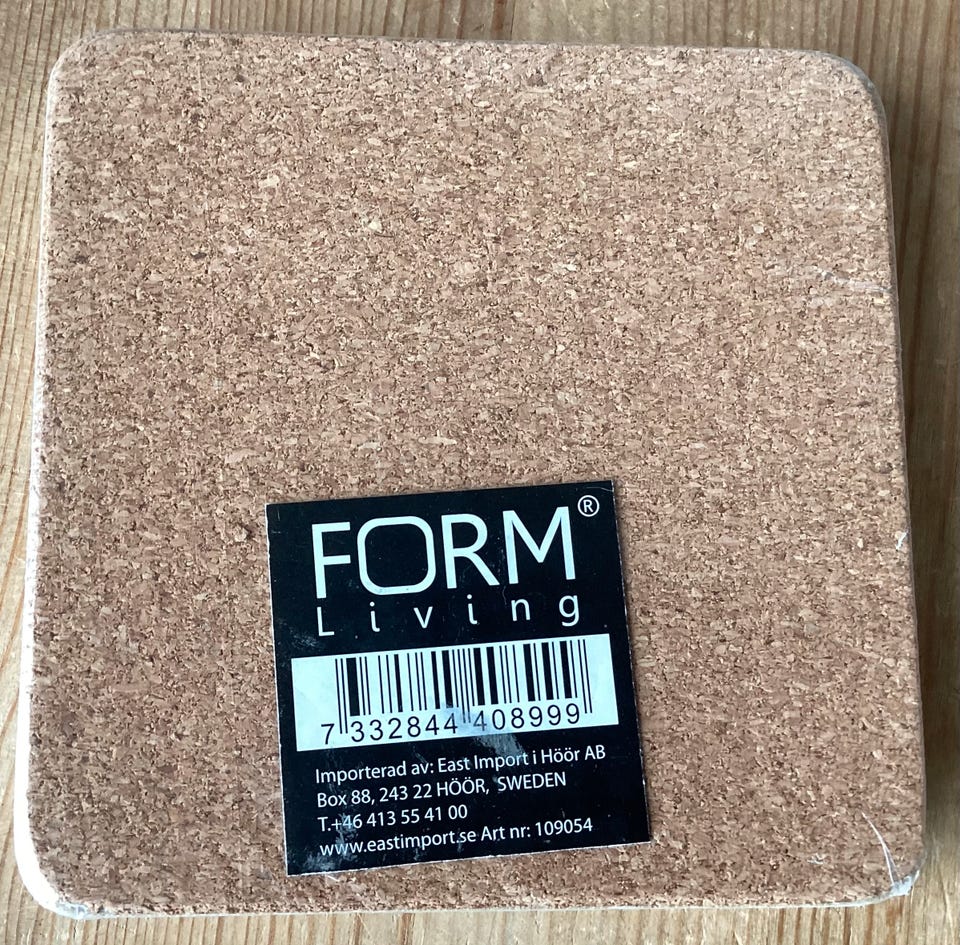 FORM®
Living
7 332844 408999
Importerad av: East Import i Höör AB
Box 88, 243 22 HÖÖR, SWEDEN
T.+46 413 55 41 00
www.eastimport.se Art nr: 109054